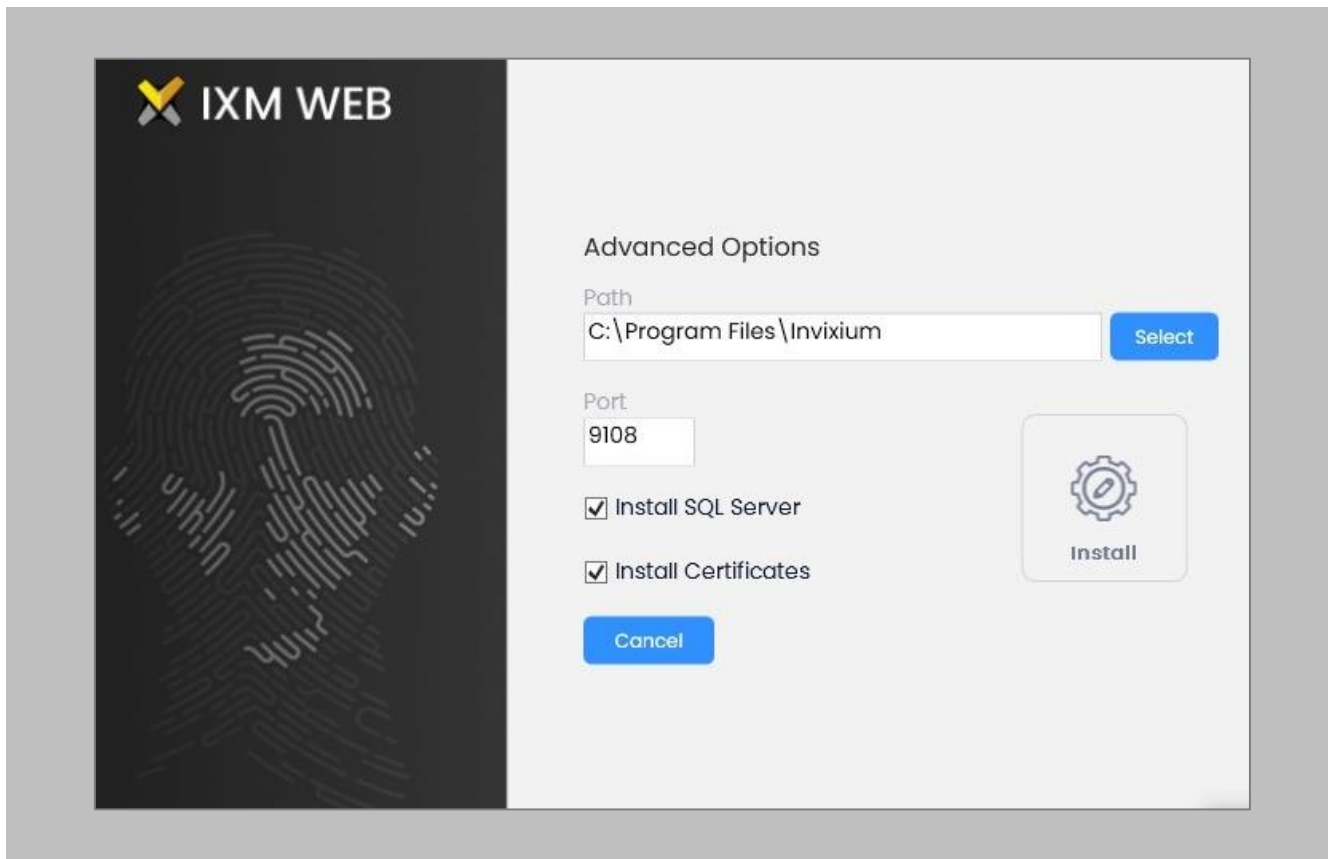 IXM WEB
Advanced Options
Path
C:\Program Files\Invixium
Select
Port
9108
Install SQL Server
Install
Install Certificates
Cancel